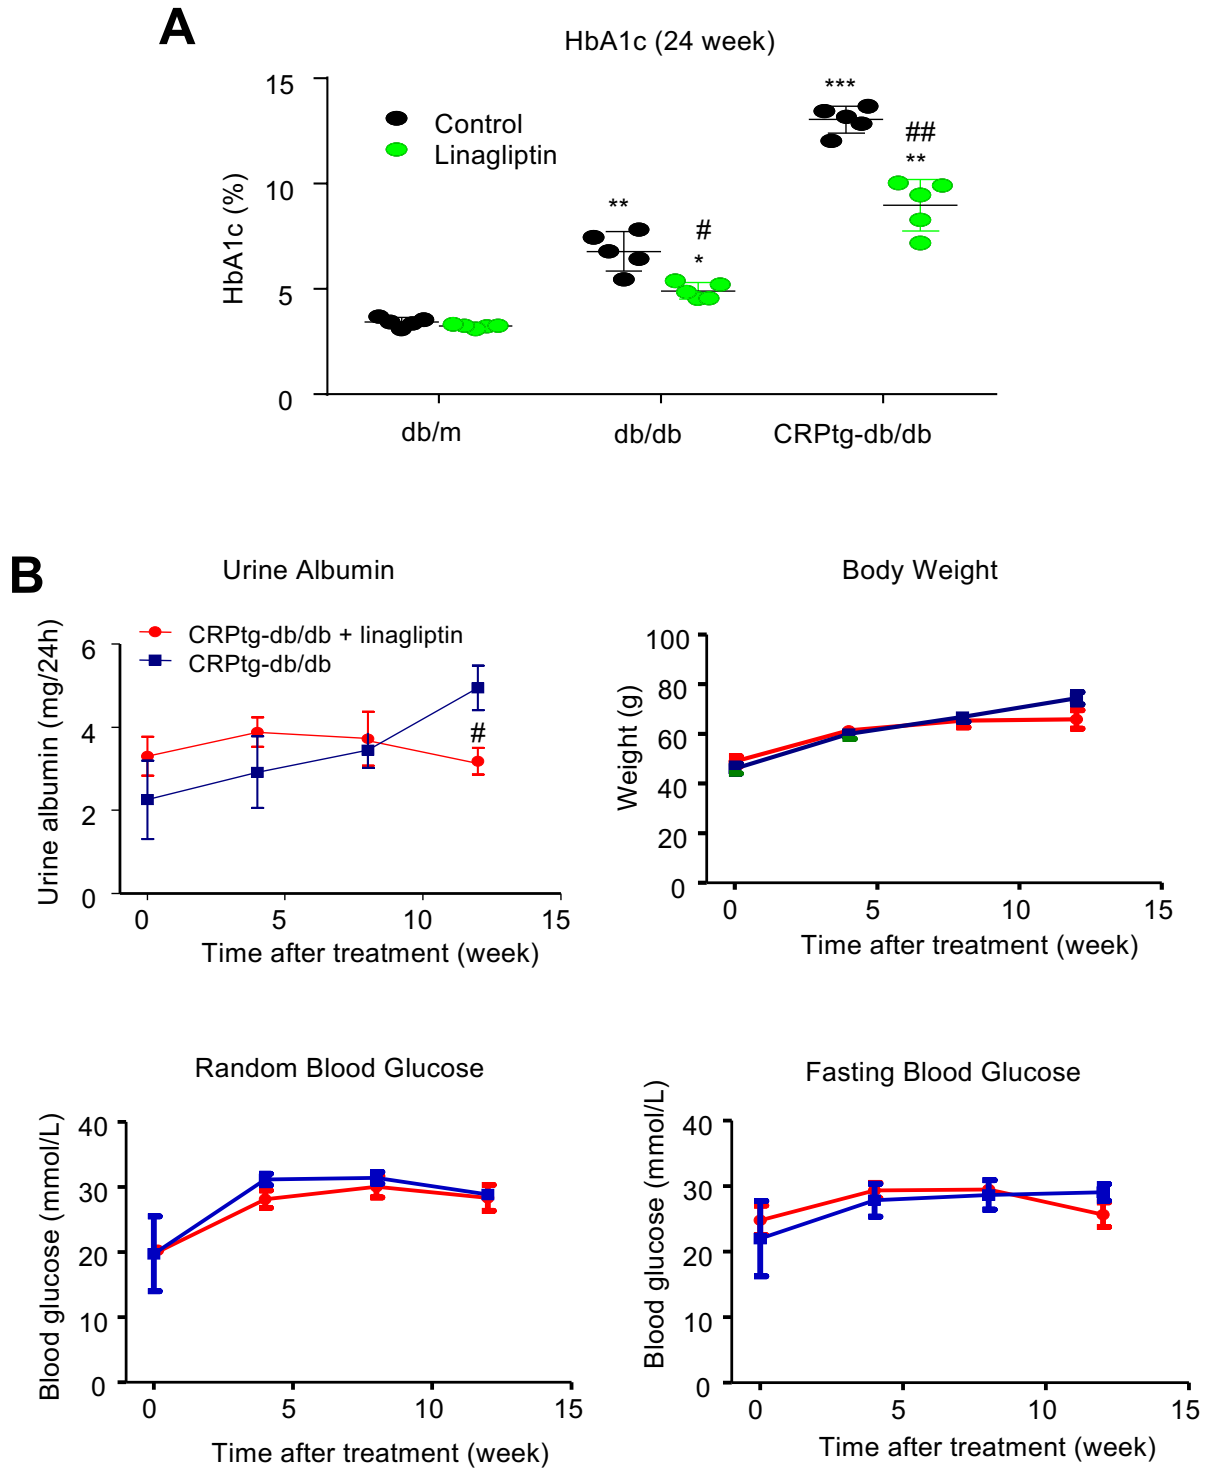 A
HbA1c (24 week)
HbA1c (%)
15
10
5
0
Control
Linagliptin
**
#
*
***
##
**
db/m
db/db
CRPtg-db/db
B
Urine Albumin
Urine albumin (mg/24h)
CRPtg-db/db + linagliptin
CRPtg-db/db
6
4
2
0
#
0
5
10
15
Time after treatment (week)
Body Weight
Weight (g)
100
80
60
40
20
0
0
5
10
15
Time after treatment (week)
Random Blood Glucose
Blood glucose (mmol/L)
40
30
20
10
0
0
5
10
15
Time after treatment (week)
Fasting Blood Glucose
Blood glucose (mmol/L)
40
30
20
10
0
0
5
10
15
Time after treatment (week)